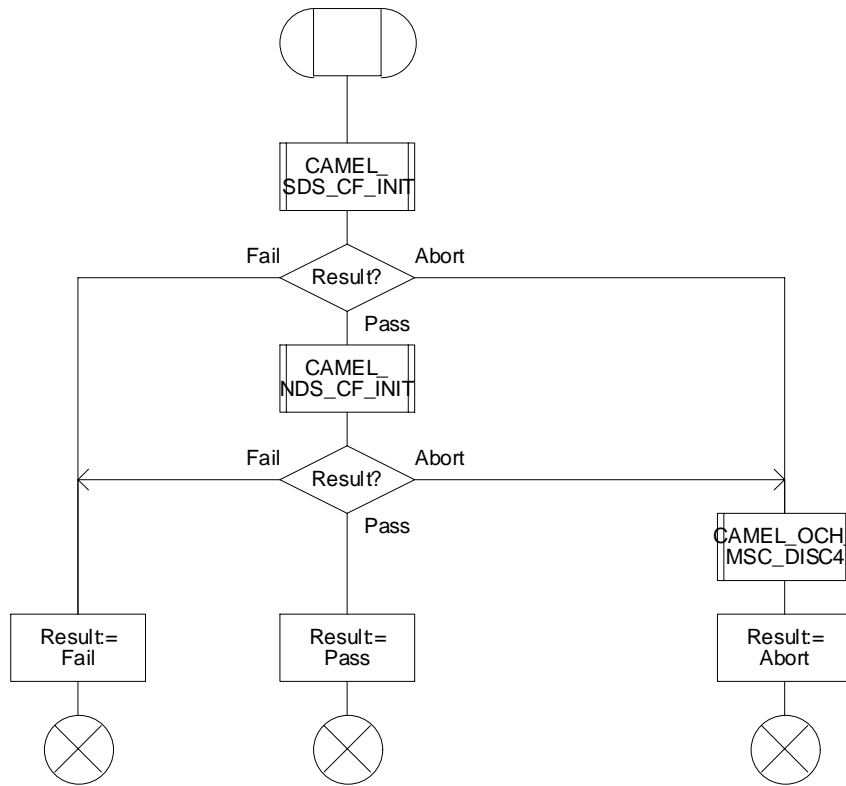 CAMEL_
SDS_CF_INIT
Fail
Abort
Result?
Pass
CAMEL_
NDS_CF_INIT
Fail
Abort
Result?
Pass
CAMEL_OCH_
MSC_DISC4
Result:=
Fail
Result:=
Pass
Result:=
Abort